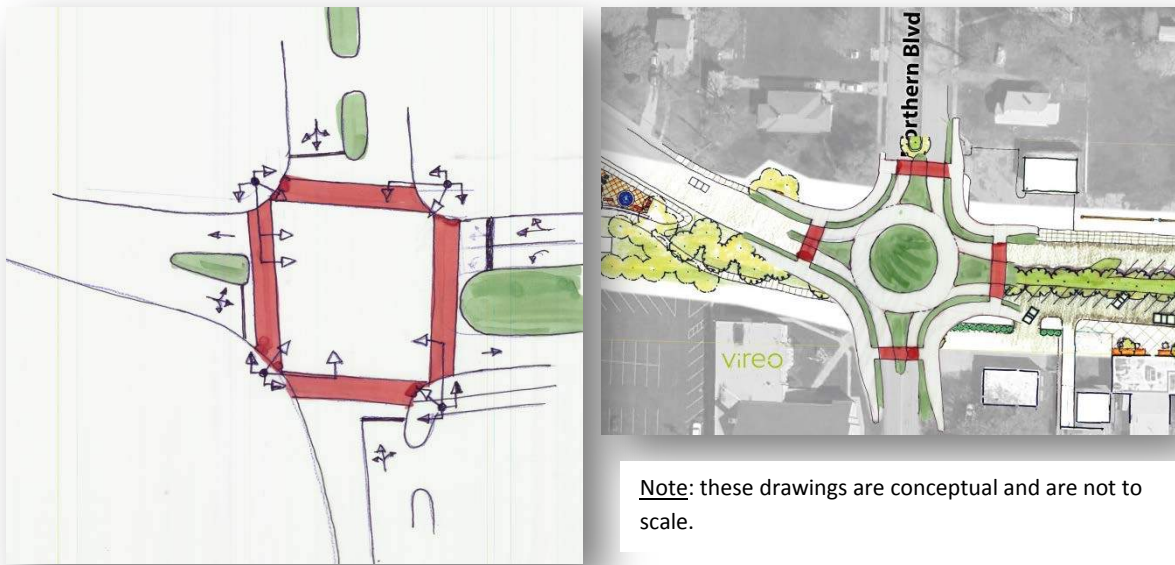 orthern Blvd
vireo
Note: these drawings are conceptual and are not to
scale.